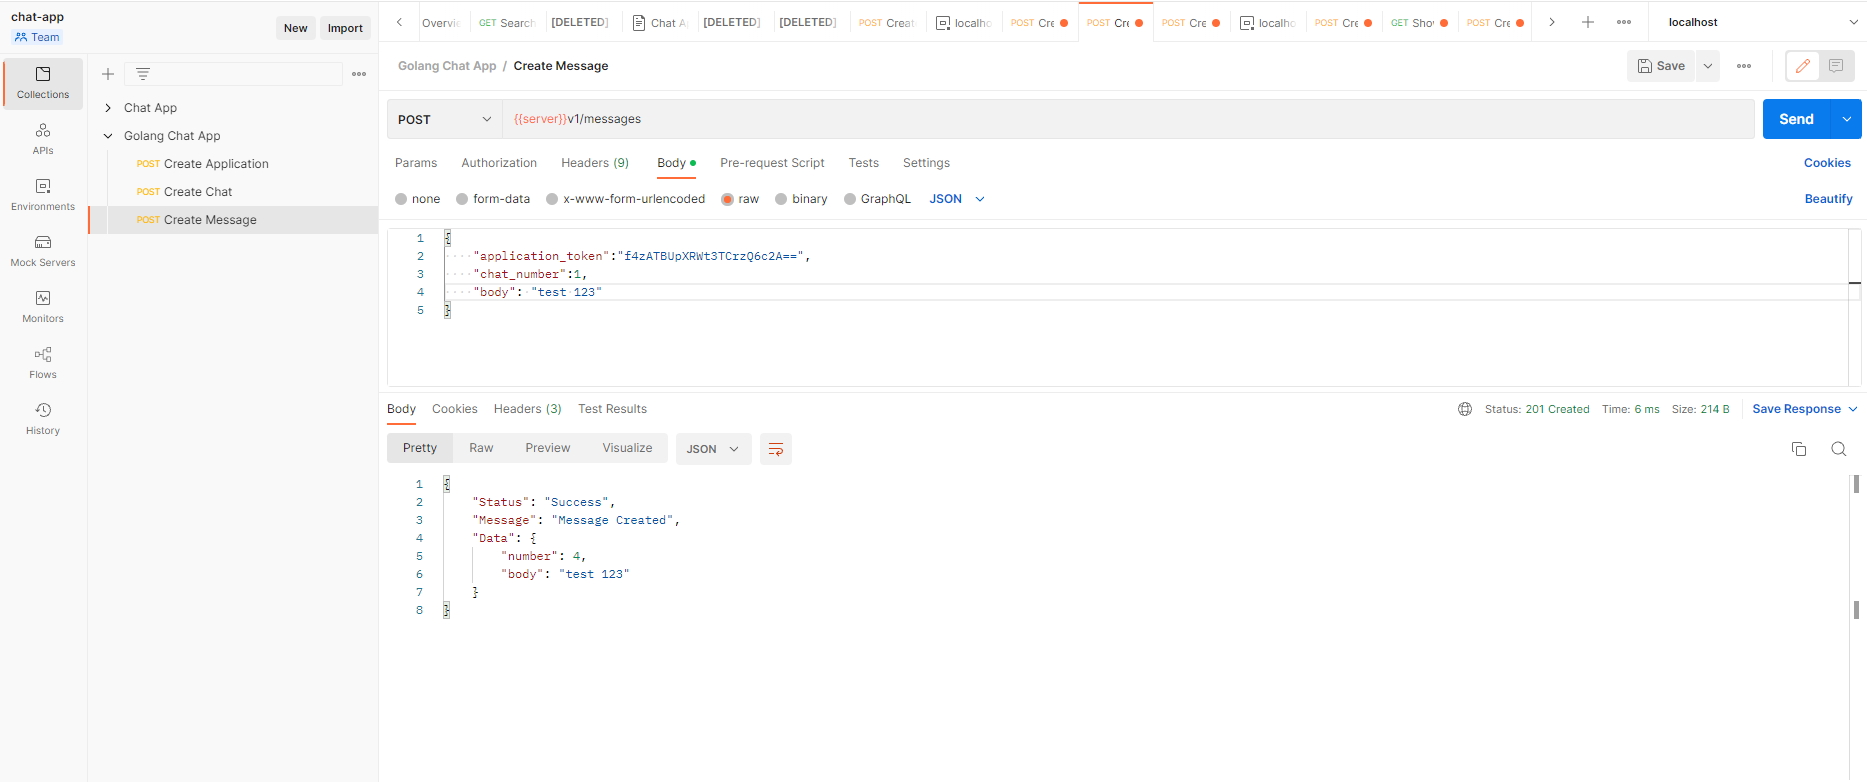 chat-app
Team
New
Import
Overvie
GET Search
[DELETED]
Chat A
[DELETED]
[DELETED]
POST Creat
localho
POST Cre
POST Cre
POST Cre
localho
POST Cre
GET Sho
POST Cre
localhost
Collections
APIs
Environments
Mock Servers
Monitors
Flows
History
Chat App
Golang Chat App
POST Create Application
POST Create Chat
POST Create Message
Golang Chat App / Create Message
Save
POST
{{server}}v1/messages
Send
Params Authorization Headers (9) Body Pre-request Script Tests Settings Cookies
none form-data x-www-form-urlencoded raw binary GraphQL JSON Beautify
1 {
2 "application_token":"f4zATBUpXRWt3TCrzQ6c2A==",
3 "chat_number":1,
4 "body": "test 123"
5 }
Body Cookies Headers (3) Test Results Status: 201 Created Time: 6 ms Size: 214 B Save Response
Pretty Raw Preview Visualize JSON
1 {
2 "Status": "Success",
3 "Message": "Message Created",
4 "Data": {
5 "number": 4,
6 "body": "test 123"
7 }
8 }